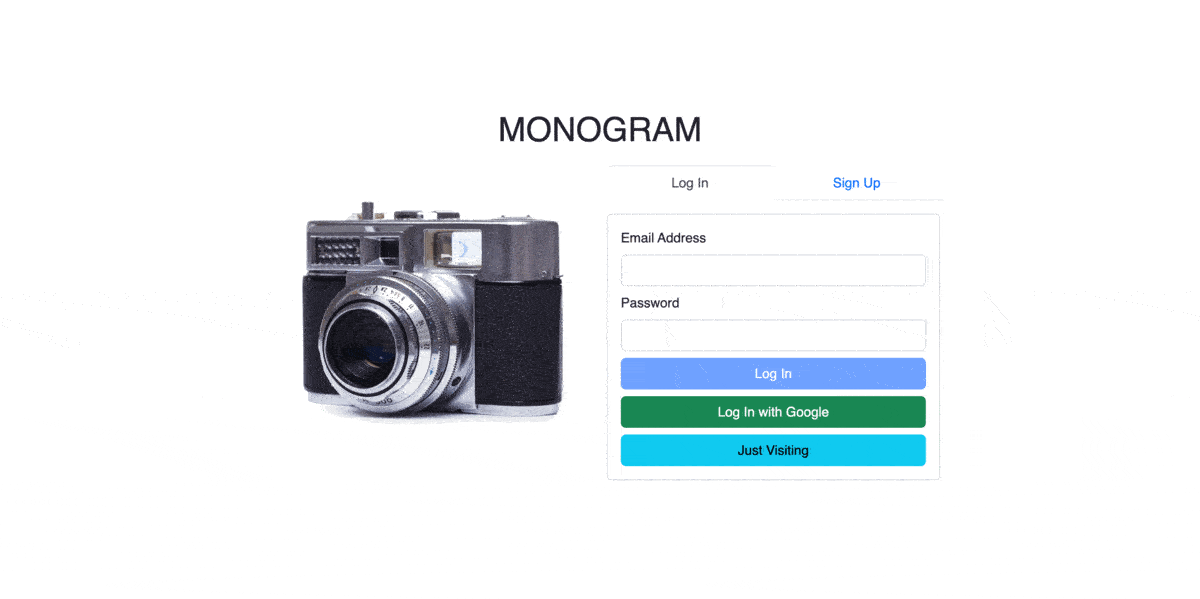 MONOGRAM
Log In
Sign Up
Email Address
Password
Log In
Log In with Google
Just Visiting